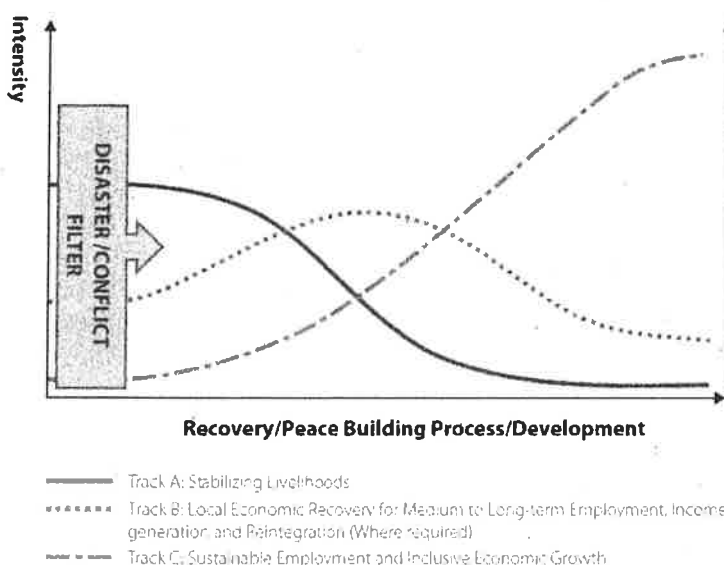 Intensity
DISASTER /CONFLICT
FILTER
Recovery/Peace Building Process/Development
Track A: Stabilizing Livelihoods
Track B: Local Economic Recovery for Medium to Long-term Employment, Income
generation and Reintegration (Where required)
Track C: Sustainable Employment and Inclusive Economic Growth